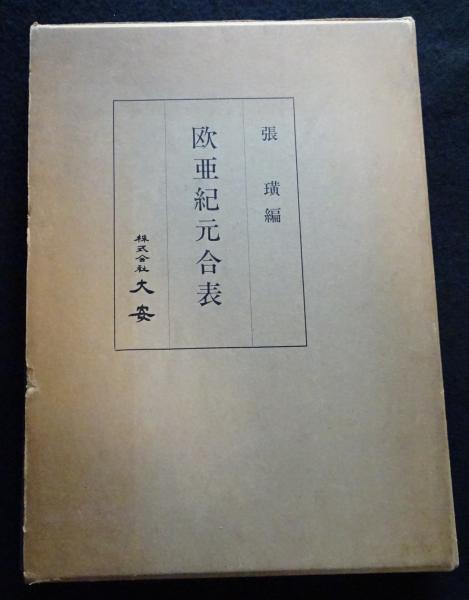 張璜編
欧亜紀元合表
株式会社大安